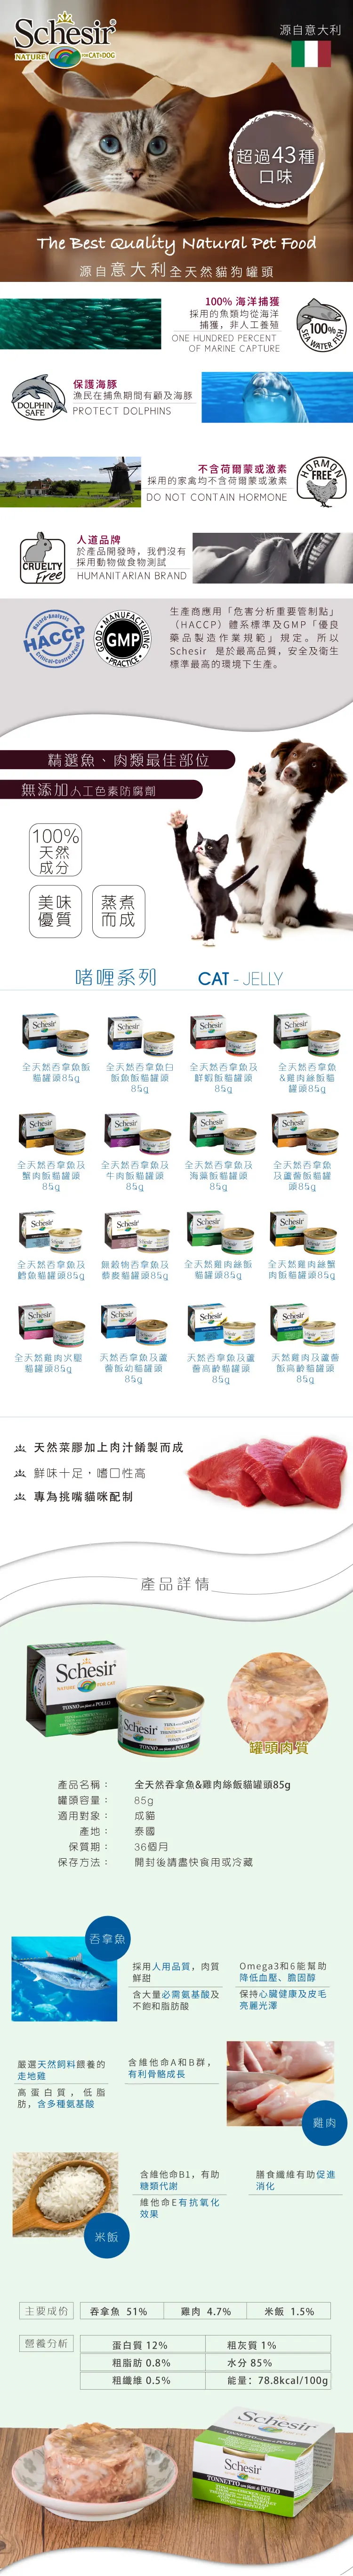 Schesir®
NATURE FOR CAT&DOG
源自意大利
超過43種
口味
The Best Quality Natural Pet Food
源自意大利全天然貓狗罐頭
100% 海洋捕獲
採用的魚類均從海洋
捕獲，非人工養殖
ONE HUNDRED PERCENT
OF MARINE CAPTURE
100%
SEA WATER FISH
DOLPHIN
SAFE
保護海豚
漁民在捕魚期間有顧及海豚
PROTECT DOLPHINS
不含荷爾蒙或激素
採用的家禽均不含荷爾蒙或激素
DO NOT CONTAIN HORMONE
HORMON
FREE
CRUELTY
Free
人道品牌
於產品開發時，我們沒有
採用動物做食物測試
HUMANITARIAN BRAND
Hazard-Analysis
HACCP
Critical-Control-Point
GOOD MANUFACTURING
GMP
PRACTICE
生產商應用「危害分析重要管制點」
（HACCP）體系標準及GMP「優良
藥品製造作業規範」規定。所以
Schesir 是於最高品質，安全及衛生
標準最高的環境下生產。
精選魚、肉類最佳部位
無添加人工色素防腐劑
100%
天然
成分
美味
優質
蒸煮
而成
啫喱系列 CAT - JELLY
全天然吞拿魚飯
貓罐頭85g
全天然吞拿魚白
飯魚飯貓罐頭
85g
全天然吞拿魚及
鮮蝦飯貓罐頭
85g
全天然吞拿魚
&雞肉絲飯貓
罐頭85g
全天然吞拿魚及
蟹肉飯貓罐頭
85g
全天然吞拿魚及
牛肉飯貓罐頭
85g
全天然吞拿魚及
海藻飯貓罐頭
85g
全天然吞拿魚
及蘆薈飯貓罐
頭85g
全天然吞拿魚及
鱈魚貓罐頭85g
無穀物吞拿魚及
藜麥貓罐頭85g
全天然雞肉絲飯
貓罐頭85g
全天然雞肉絲蟹
肉飯貓罐頭85g
全天然雞肉火腿
貓罐頭85g
天然吞拿魚及蘆
薈飯幼貓罐頭
85g
天然吞拿魚及蘆
薈高齡貓罐頭
85g
天然雞肉及蘆薈
飯高齡貓罐頭
85g
天然菜膠加上肉汁餚製而成
鮮味十足，嗜口性高
專為挑嘴貓咪配制
產品詳情
Schesir
NATURE FOR CAT
TONNO con filetti di POLLO
Schesir
TONNO con filetti di POLLO
罐頭肉質
產品名稱： 全天然吞拿魚&雞肉絲飯貓罐頭85g
罐頭容量： 85g
適用對象： 成貓
產地： 泰國
保質期： 36個月
保存方法： 開封後請盡快食用或冷藏
吞拿魚
採用人用品質，肉質
鮮甜
含大量必需氨基酸及
不飽和脂肪酸
Omega3和6能幫助
降低血壓、膽固醇
保持心臟健康及皮毛
亮麗光澤
嚴選天然飼料餵養的
走地雞
高蛋白質，低脂
肪，含多種氨基酸
含維他命A和B群，
有利骨骼成長
雞肉
米飯
含維他命B1，有助
糖類代謝
維他命E有抗氧化
效果
膳食纖維有助促進
消化
主要成份 吞拿魚 51% 雞肉 4.7% 米飯 1.5%
營養分析 蛋白質 12% 粗灰質 1%
粗脂肪 0.8% 水分 85%
粗纖維 0.5% 能量：78.8kcal/100g
Schesir
Schesir
TONNETTO con filetti di POLLO